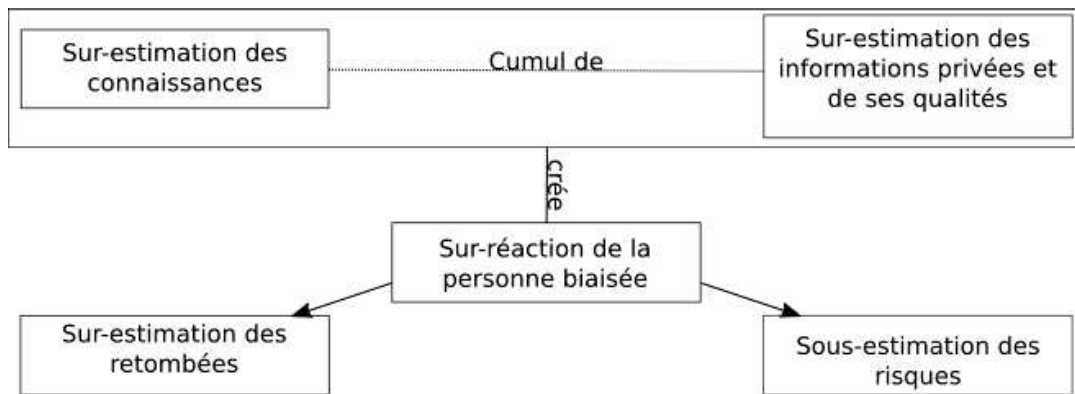 Sur-estimation des
connaissances
Cumul de
Sur-estimation des
informations privées et
de ses qualités
crée
Sur-réaction de la
personne biaisée
Sur-estimation des
retombées
Sous-estimation des
risques